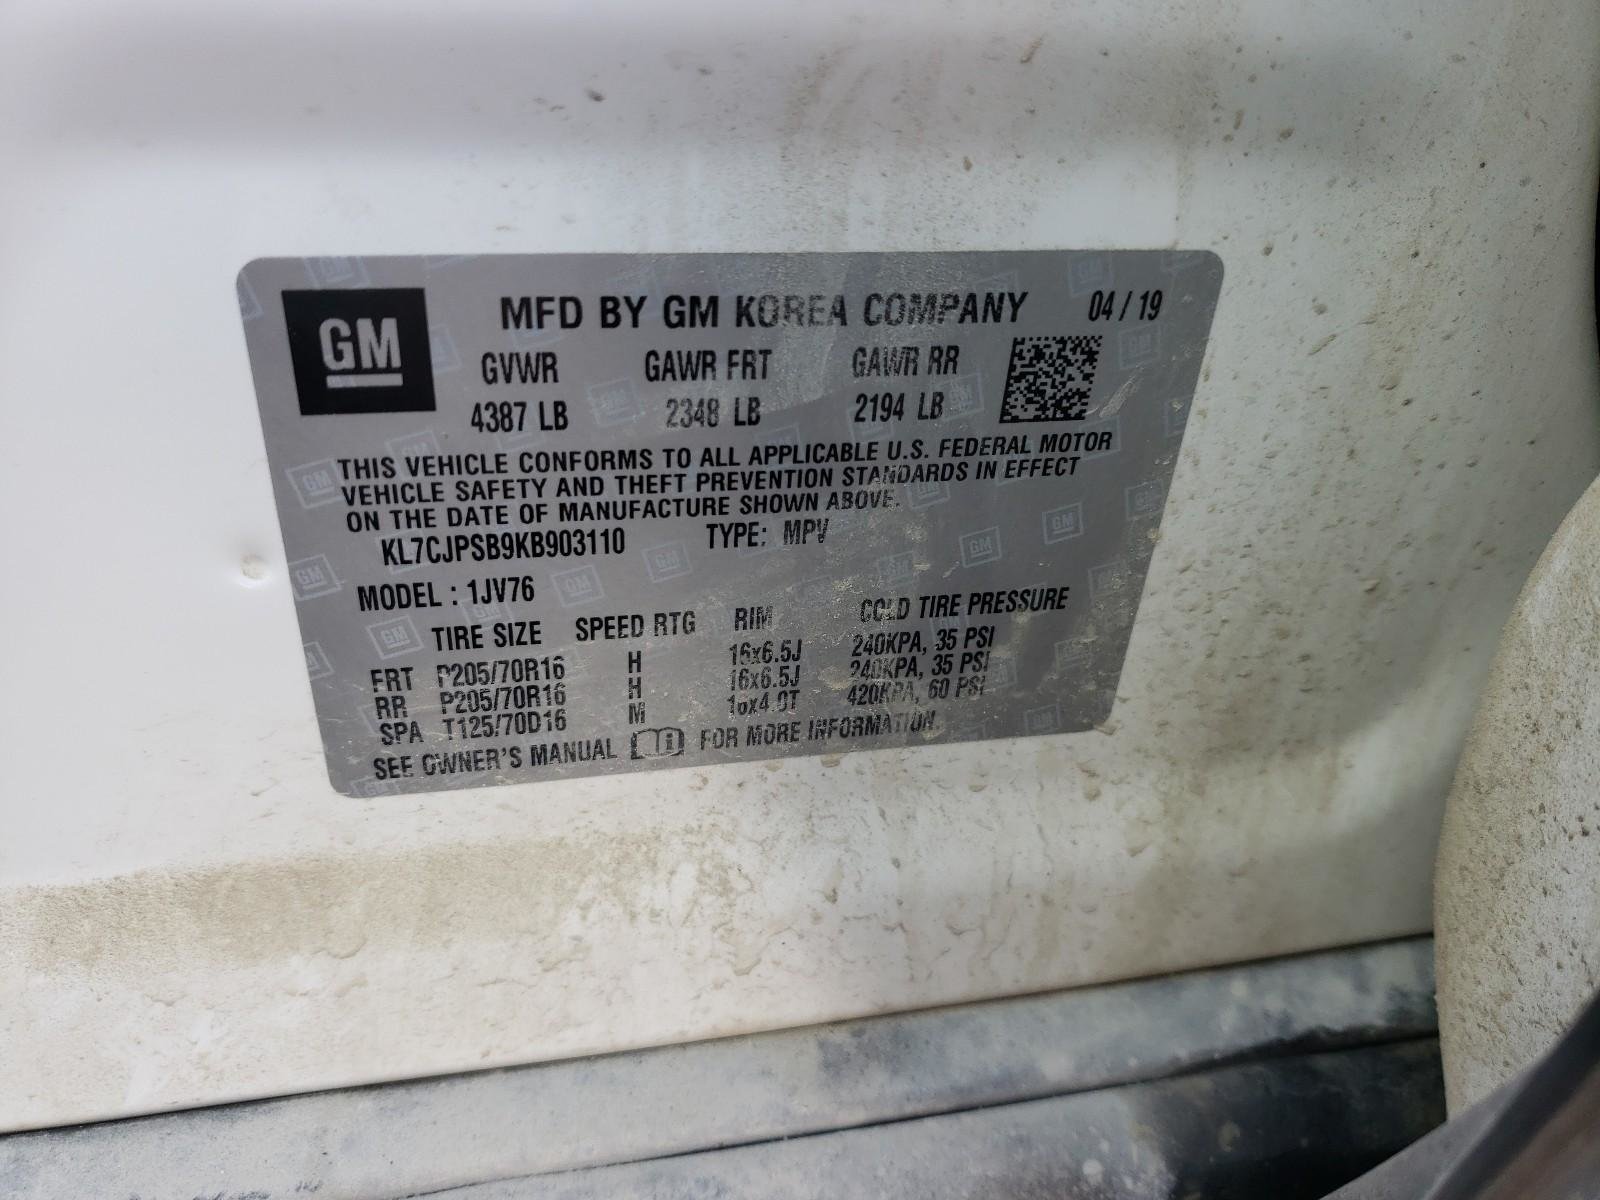 GM
MFD BY GM KOREA COMPANY 04 / 19
GVWR GAWR FRT GAWR RR
4387 LB 2348 LB 2194 LB
THIS VEHICLE CONFORMS TO ALL APPLICABLE U.S. FEDERAL MOTOR
VEHICLE SAFETY AND THEFT PREVENTION STANDARDS IN EFFECT
ON THE DATE OF MANUFACTURE SHOWN ABOVE.
KL7CJPSB9KB903110 TYPE: MPV
MODEL : 1JV76
TIRE SIZE SPEED RTG RIM COLD TIRE PRESSURE
FRT P205/70R16 H 16x6.5J 240KPA, 35 PSI
RR P205/70R16 H 16x6.5J 240KPA, 35 PSI
SPA T125/70D16 M 16x4.0T 420KPA, 60 PSI
SEE OWNER'S MANUAL FOR MORE INFORMATION.